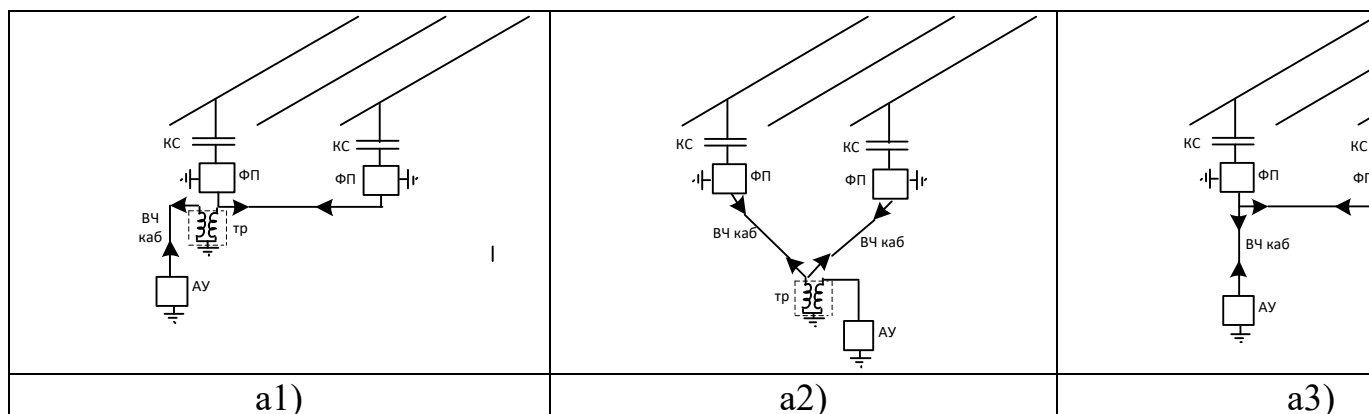 КС
КС
ФП
ФП
ВЧ
каб
тр
АУ
КС
КС
ФП
ФП
ВЧ каб
ВЧ каб
тр
АУ
КС
КС
ФП
ФП
ВЧ каб
АУ
а1)
а2)
а3)